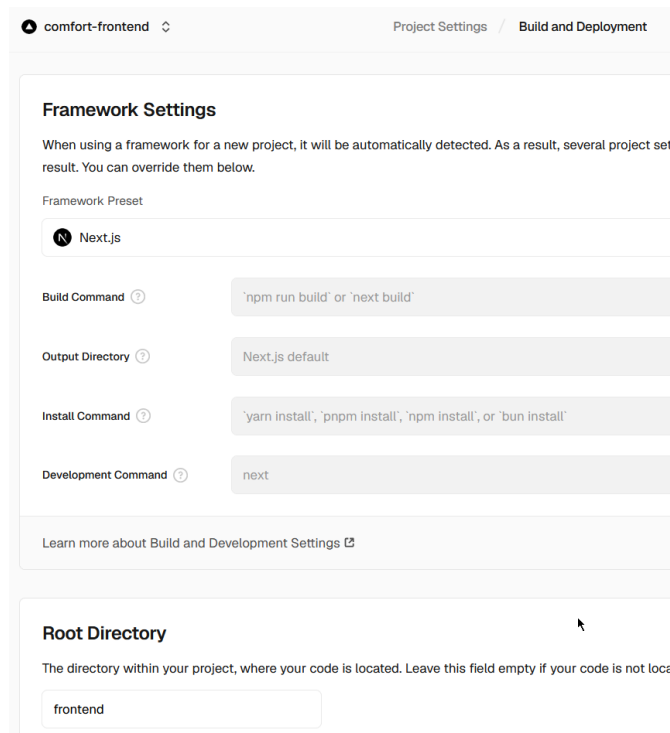 comfort-frontend
Project Settings / Build and Deployment
Framework Settings
When using a framework for a new project, it will be automatically detected. As a result, several project set
result. You can override them below.
Framework Preset
N Next.js
Build Command ? `npm run build` or `next build`
Output Directory ? Next.js default
Install Command ? `yarn install`, `pnpm install`, `npm install`, or `bun install`
Development Command ? next
Learn more about Build and Development Settings
Root Directory
The directory within your project, where your code is located. Leave this field empty if your code is not loca
frontend